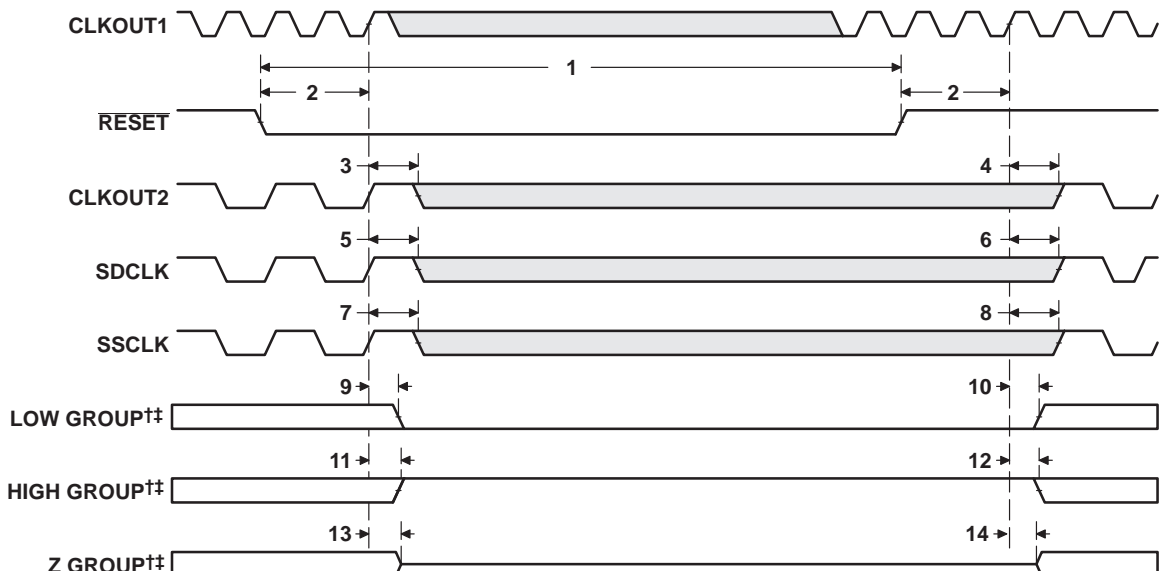 CLKOUT1
1
2 2
RESET
3 4
CLKOUT2
5 6
SDCLK
7 8
SSCLK
9 10
LOW GROUP†‡
11 12
HIGH GROUP†‡
13 14
Z GROUP†‡